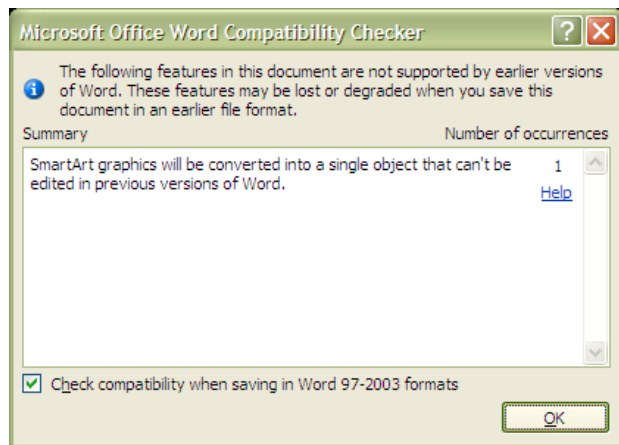 Microsoft Office Word Compatibility Checker
The following features in this document are not supported by earlier versions
of Word. These features may be lost or degraded when you save this
document in an earlier file format.
Summary Number of occurrences
SmartArt graphics will be converted into a single object that can't be 1
edited in previous versions of Word. Help
Check compatibility when saving in Word 97-2003 formats
OK